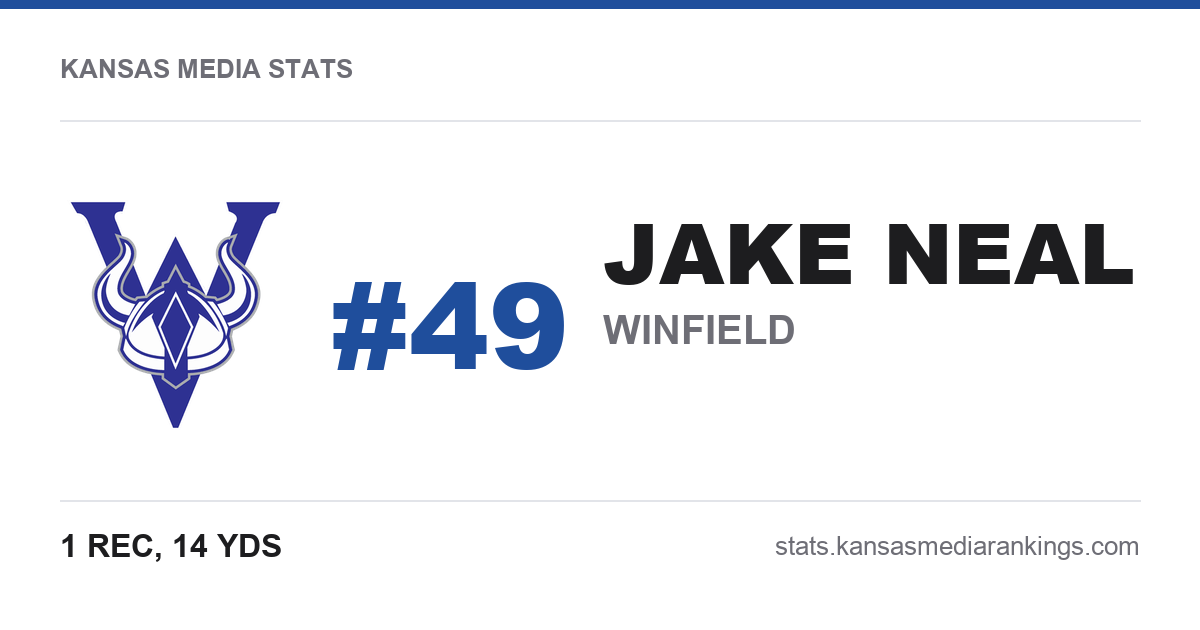 KANSAS MEDIA STATS
#49
JAKE NEAL
WINFIELD
1 REC, 14 YDS
stats.kansasmediarankings.com